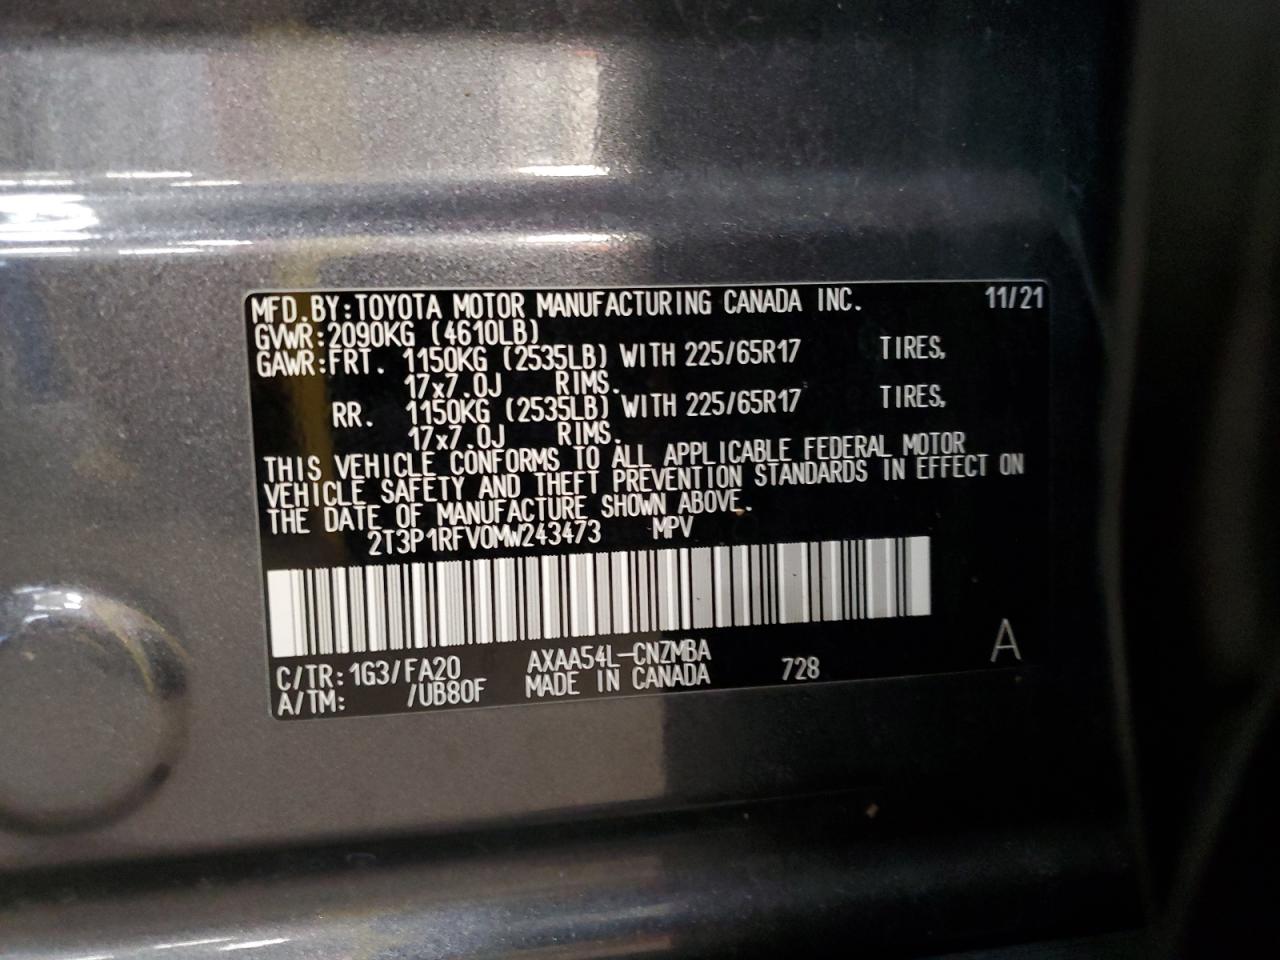 MFD.BY:TOYOTA MOTOR MANUFACTURING CANADA INC. 11/21
GVWR:2090KG (4610LB)
GAWR:FRT. 1150KG (2535LB) WITH 225/65R17 TIRES,
17x7.0J RIMS.
RR. 1150KG (2535LB) WITH 225/65R17 TIRES,
17x7.0J RIMS.
THIS VEHICLE CONFORMS TO ALL APPLICABLE FEDERAL MOTOR
VEHICLE SAFETY AND THEFT PREVENTION STANDARDS IN EFFECT ON
THE DATE OF MANUFACTURE SHOWN ABOVE.
2T3P1RFV0MW243473 MPV
C/TR:1G3/FA20 AXAA54L-CNZMBA 728 A
A/TM: /UB80F MADE IN CANADA